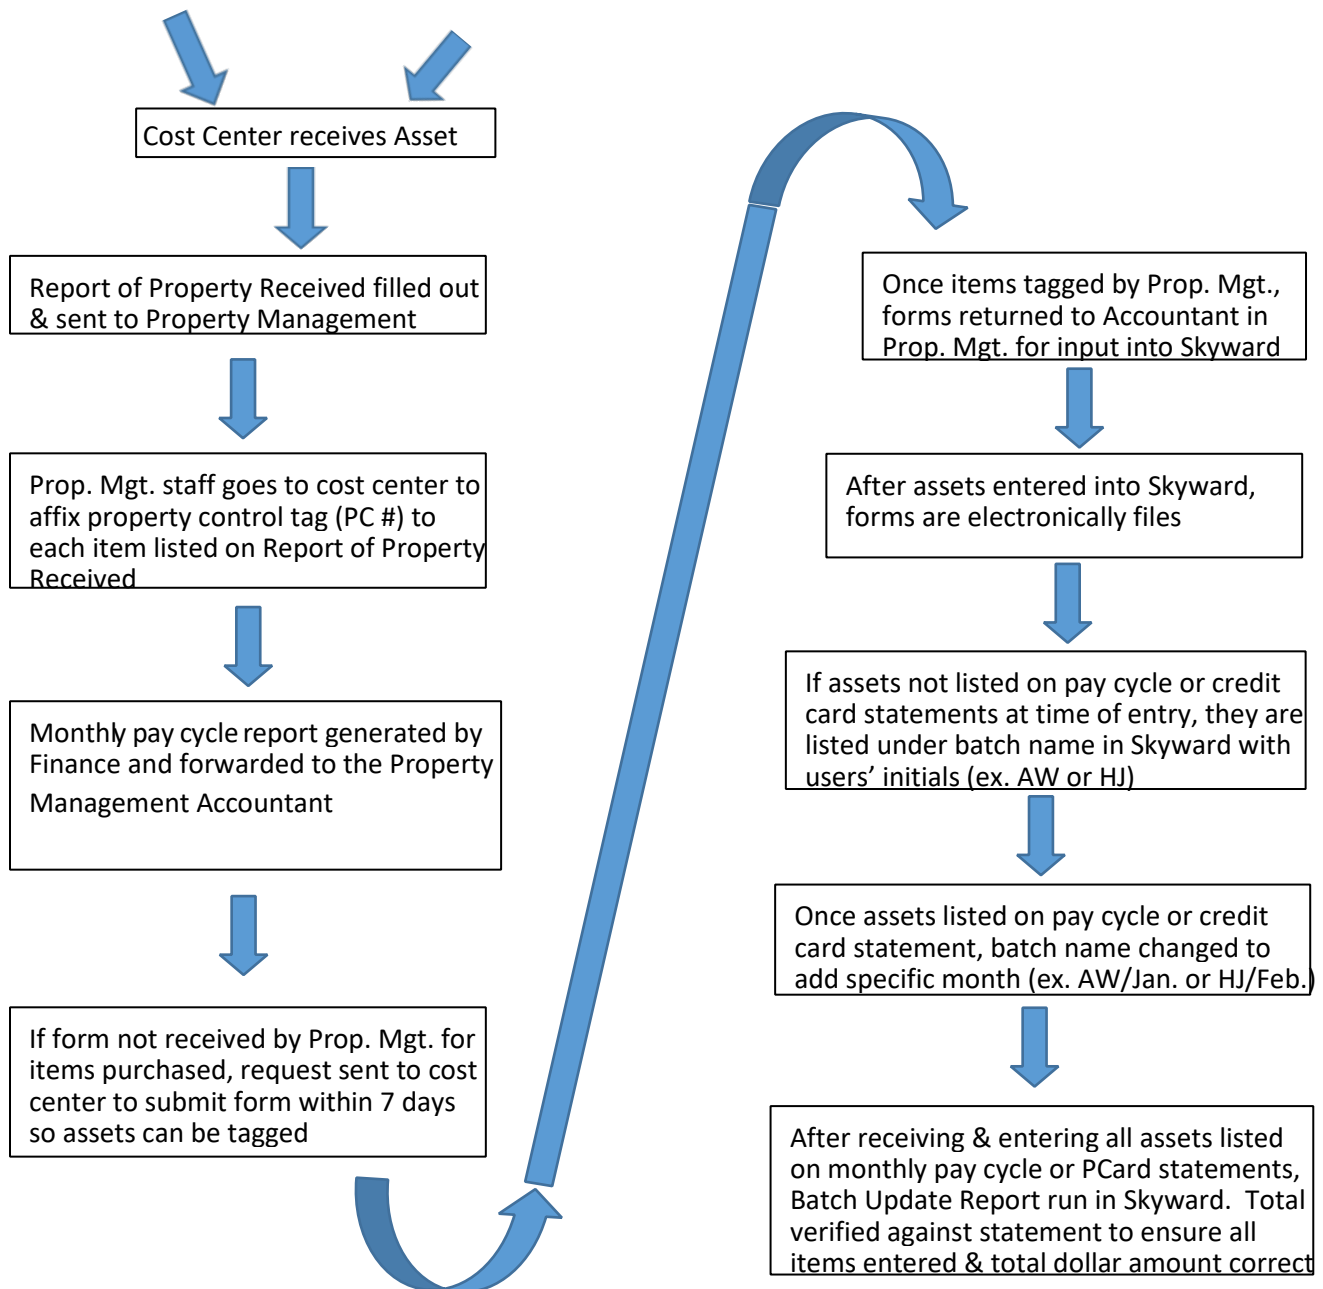 Cost Center receives Asset
Report of Property Received filled out
& sent to Property Management
Prop. Mgt. staff goes to cost center to
affix property control tag (PC #) to
each item listed on Report of Property
Received
Monthly pay cycle report generated by
Finance and forwarded to the Property
Management Accountant
If form not received by Prop. Mgt. for
items purchased, request sent to cost
center to submit form within 7 days
so assets can be tagged
Once items tagged by Prop. Mgt.,
forms returned to Accountant in
Prop. Mgt. for input into Skyward
After assets entered into Skyward,
forms are electronically files
If assets not listed on pay cycle or credit
card statements at time of entry, they are
listed under batch name in Skyward with
users’ initials (ex. AW or HJ)
Once assets listed on pay cycle or credit
card statement, batch name changed to
add specific month (ex. AW/Jan. or HJ/Feb.)
After receiving & entering all assets listed
on monthly pay cycle or PCard statements,
Batch Update Report run in Skyward.  Total
verified against statement to ensure all
items entered & total dollar amount correct